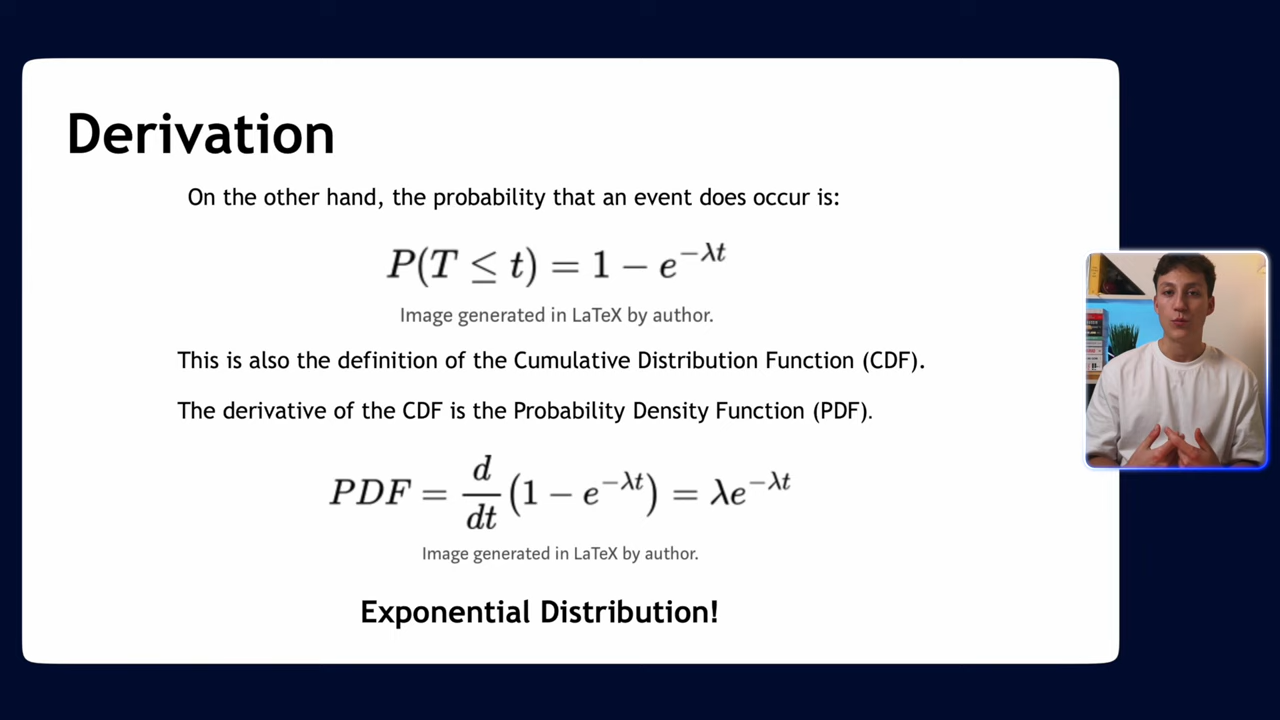 Derivation
On the other hand, the probability that an event does occur is:
P(T ≤ t) = 1 − e^{−λt}
Image generated in LaTeX by author.
This is also the definition of the Cumulative Distribution Function (CDF).
The derivative of the CDF is the Probability Density Function (PDF).
PDF = d/dt (1 − e^{−λt}) = λe^{−λt}
Image generated in LaTeX by author.
Exponential Distribution!